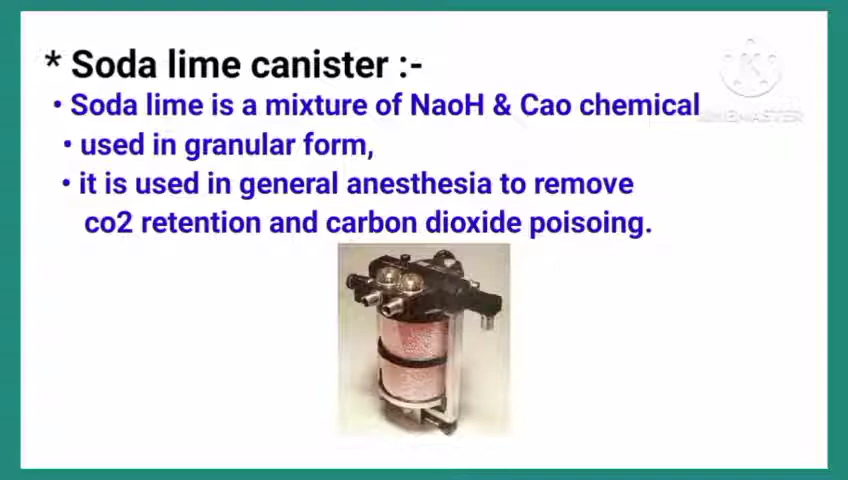 * Soda lime canister :-
• Soda lime is a mixture of NaoH & Cao chemical
• used in granular form,
• it is used in general anesthesia to remove
co2 retention and carbon dioxide poisoing.
KINEMASTER